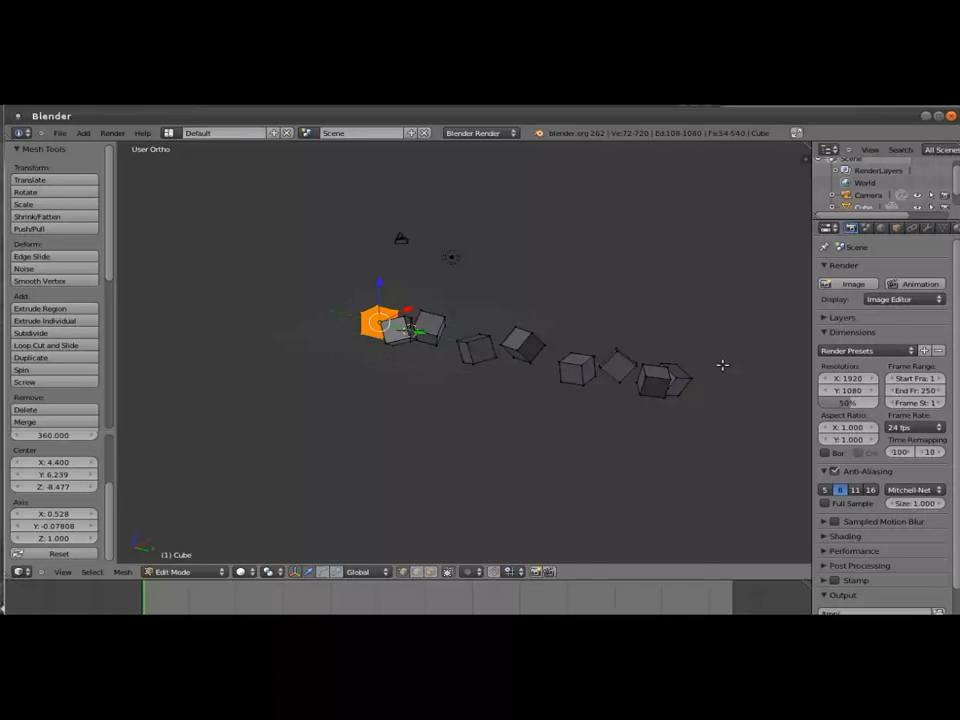 Blender
File Add Render Help Default Scene Blender Render blender.org 262 | Ve:72-720 | Ed:108-1080 | Fa:54-540 | Cube
Mesh Tools
User Ortho
View Search All Scenes
Scene
RenderLayers
World
Camera
Transform:
Translate
Rotate
Scale
Shrink/Fatten
Push/Pull
Deform:
Edge Slide
Noise
Smooth Vertex
Add
Extrude Region
Extrude Individual
Subdivide
Loop Cut and Slide
Duplicate
Spin
Screw
Remove:
Delete
Merge
360.000
Center
X: 4.400
Y: 6.239
Z: -8.477
Axis
X: 0.528
Y: -0.07808
Z: 1.000
Reset
(1) Cube
View Select Mesh Edit Mode Global
Scene
Render
Image Animation
Display: Image Editor
Layers
Dimensions
Render Presets
Resolution: Frame Range:
X: 1920 Start Fra: 1
Y: 1080 End Fr: 250
50% Frame St: 1
Aspect Ratio: Frame Rate:
X: 1.000 24 fps
Y: 1.000 Time Remapping
Bor 100 10
Anti-Aliasing
5 8 11 16 Mitchell-Net
Full Sample Size: 1.000
Sampled Motion Blur
Shading
Performance
Post Processing
Stamp
Output